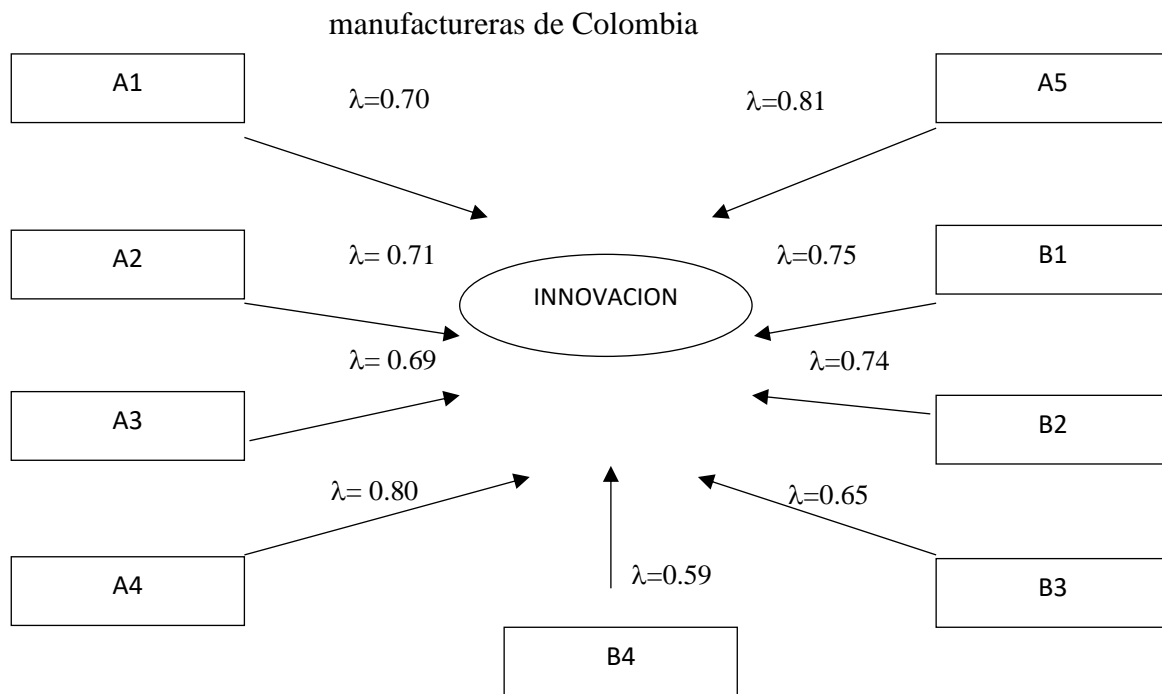 manufactureras de Colombia
A1
λ=0.70
λ=0.81
A5
A2
λ= 0.71
λ=0.75
B1
INNOVACION
λ= 0.69
λ=0.74
A3
B2
λ= 0.80
λ=0.65
A4
λ=0.59
B3
B4